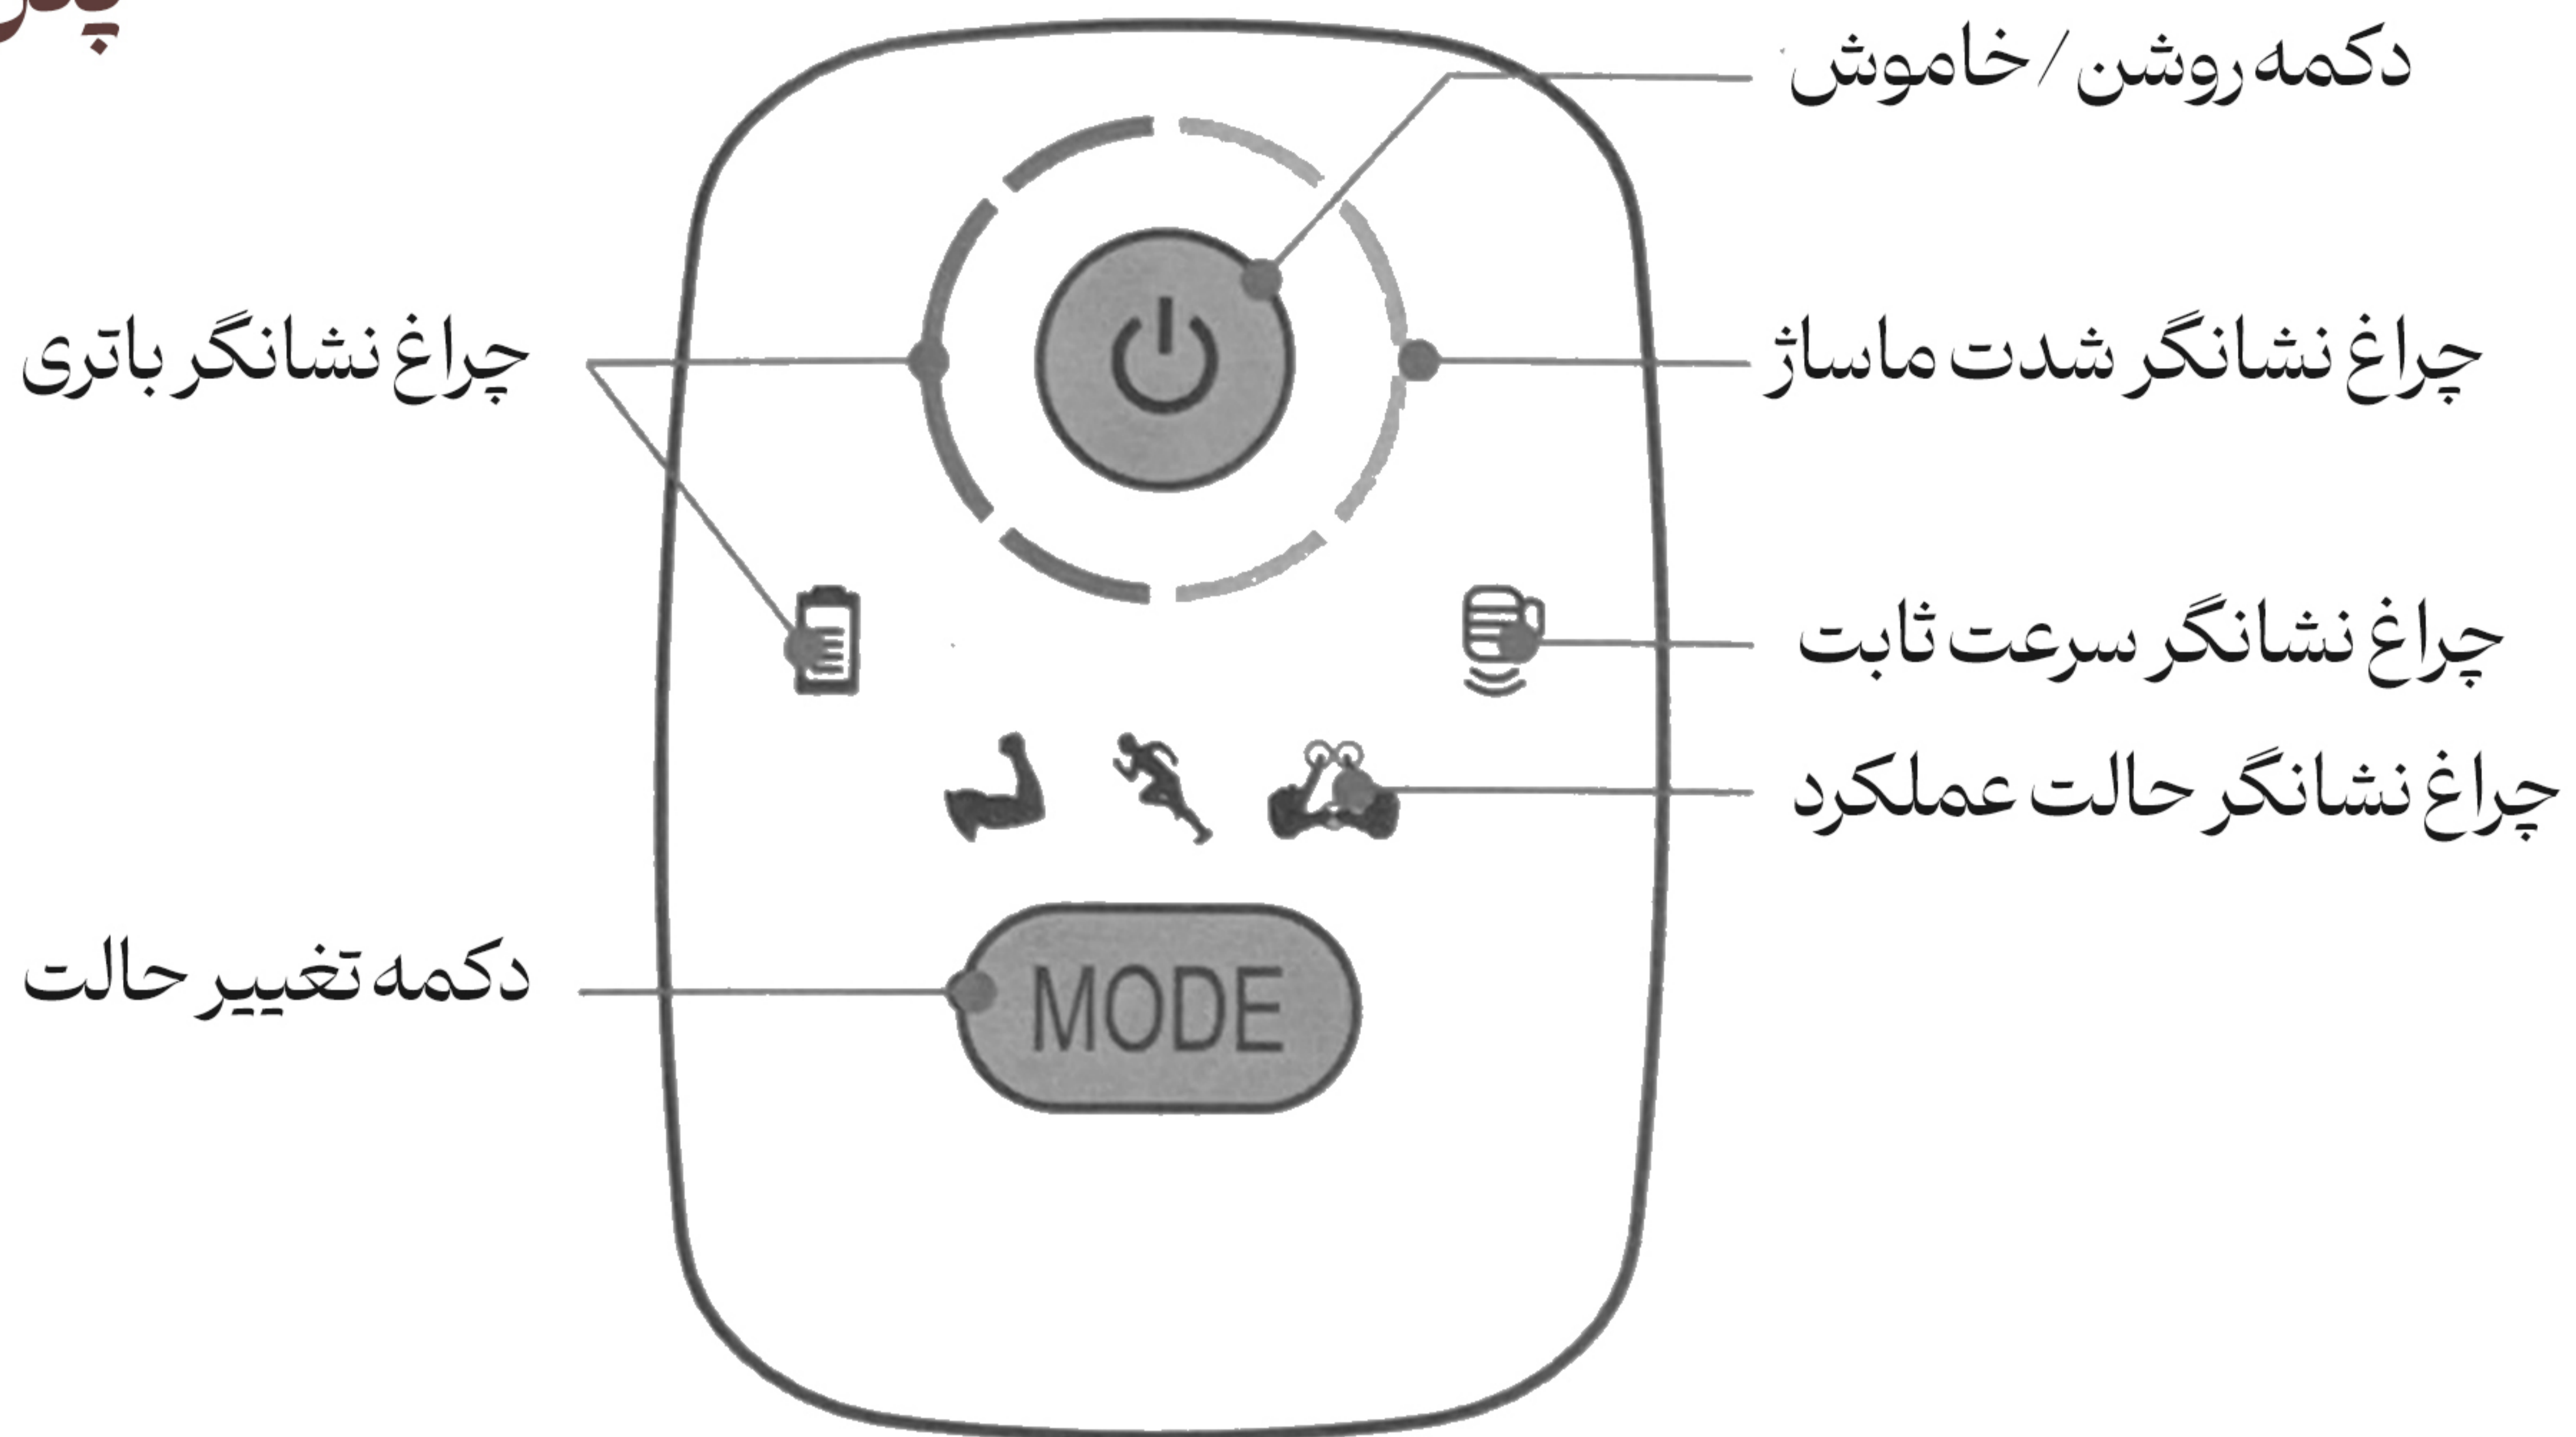 دکمه روشن / خاموش
چراغ نشانگر شدت ماساژ
چراغ نشانگر باتری
چراغ نشانگر سرعت ثابت
چراغ نشانگر حالت عملکرد
دکمه تغییر حالت
MODE